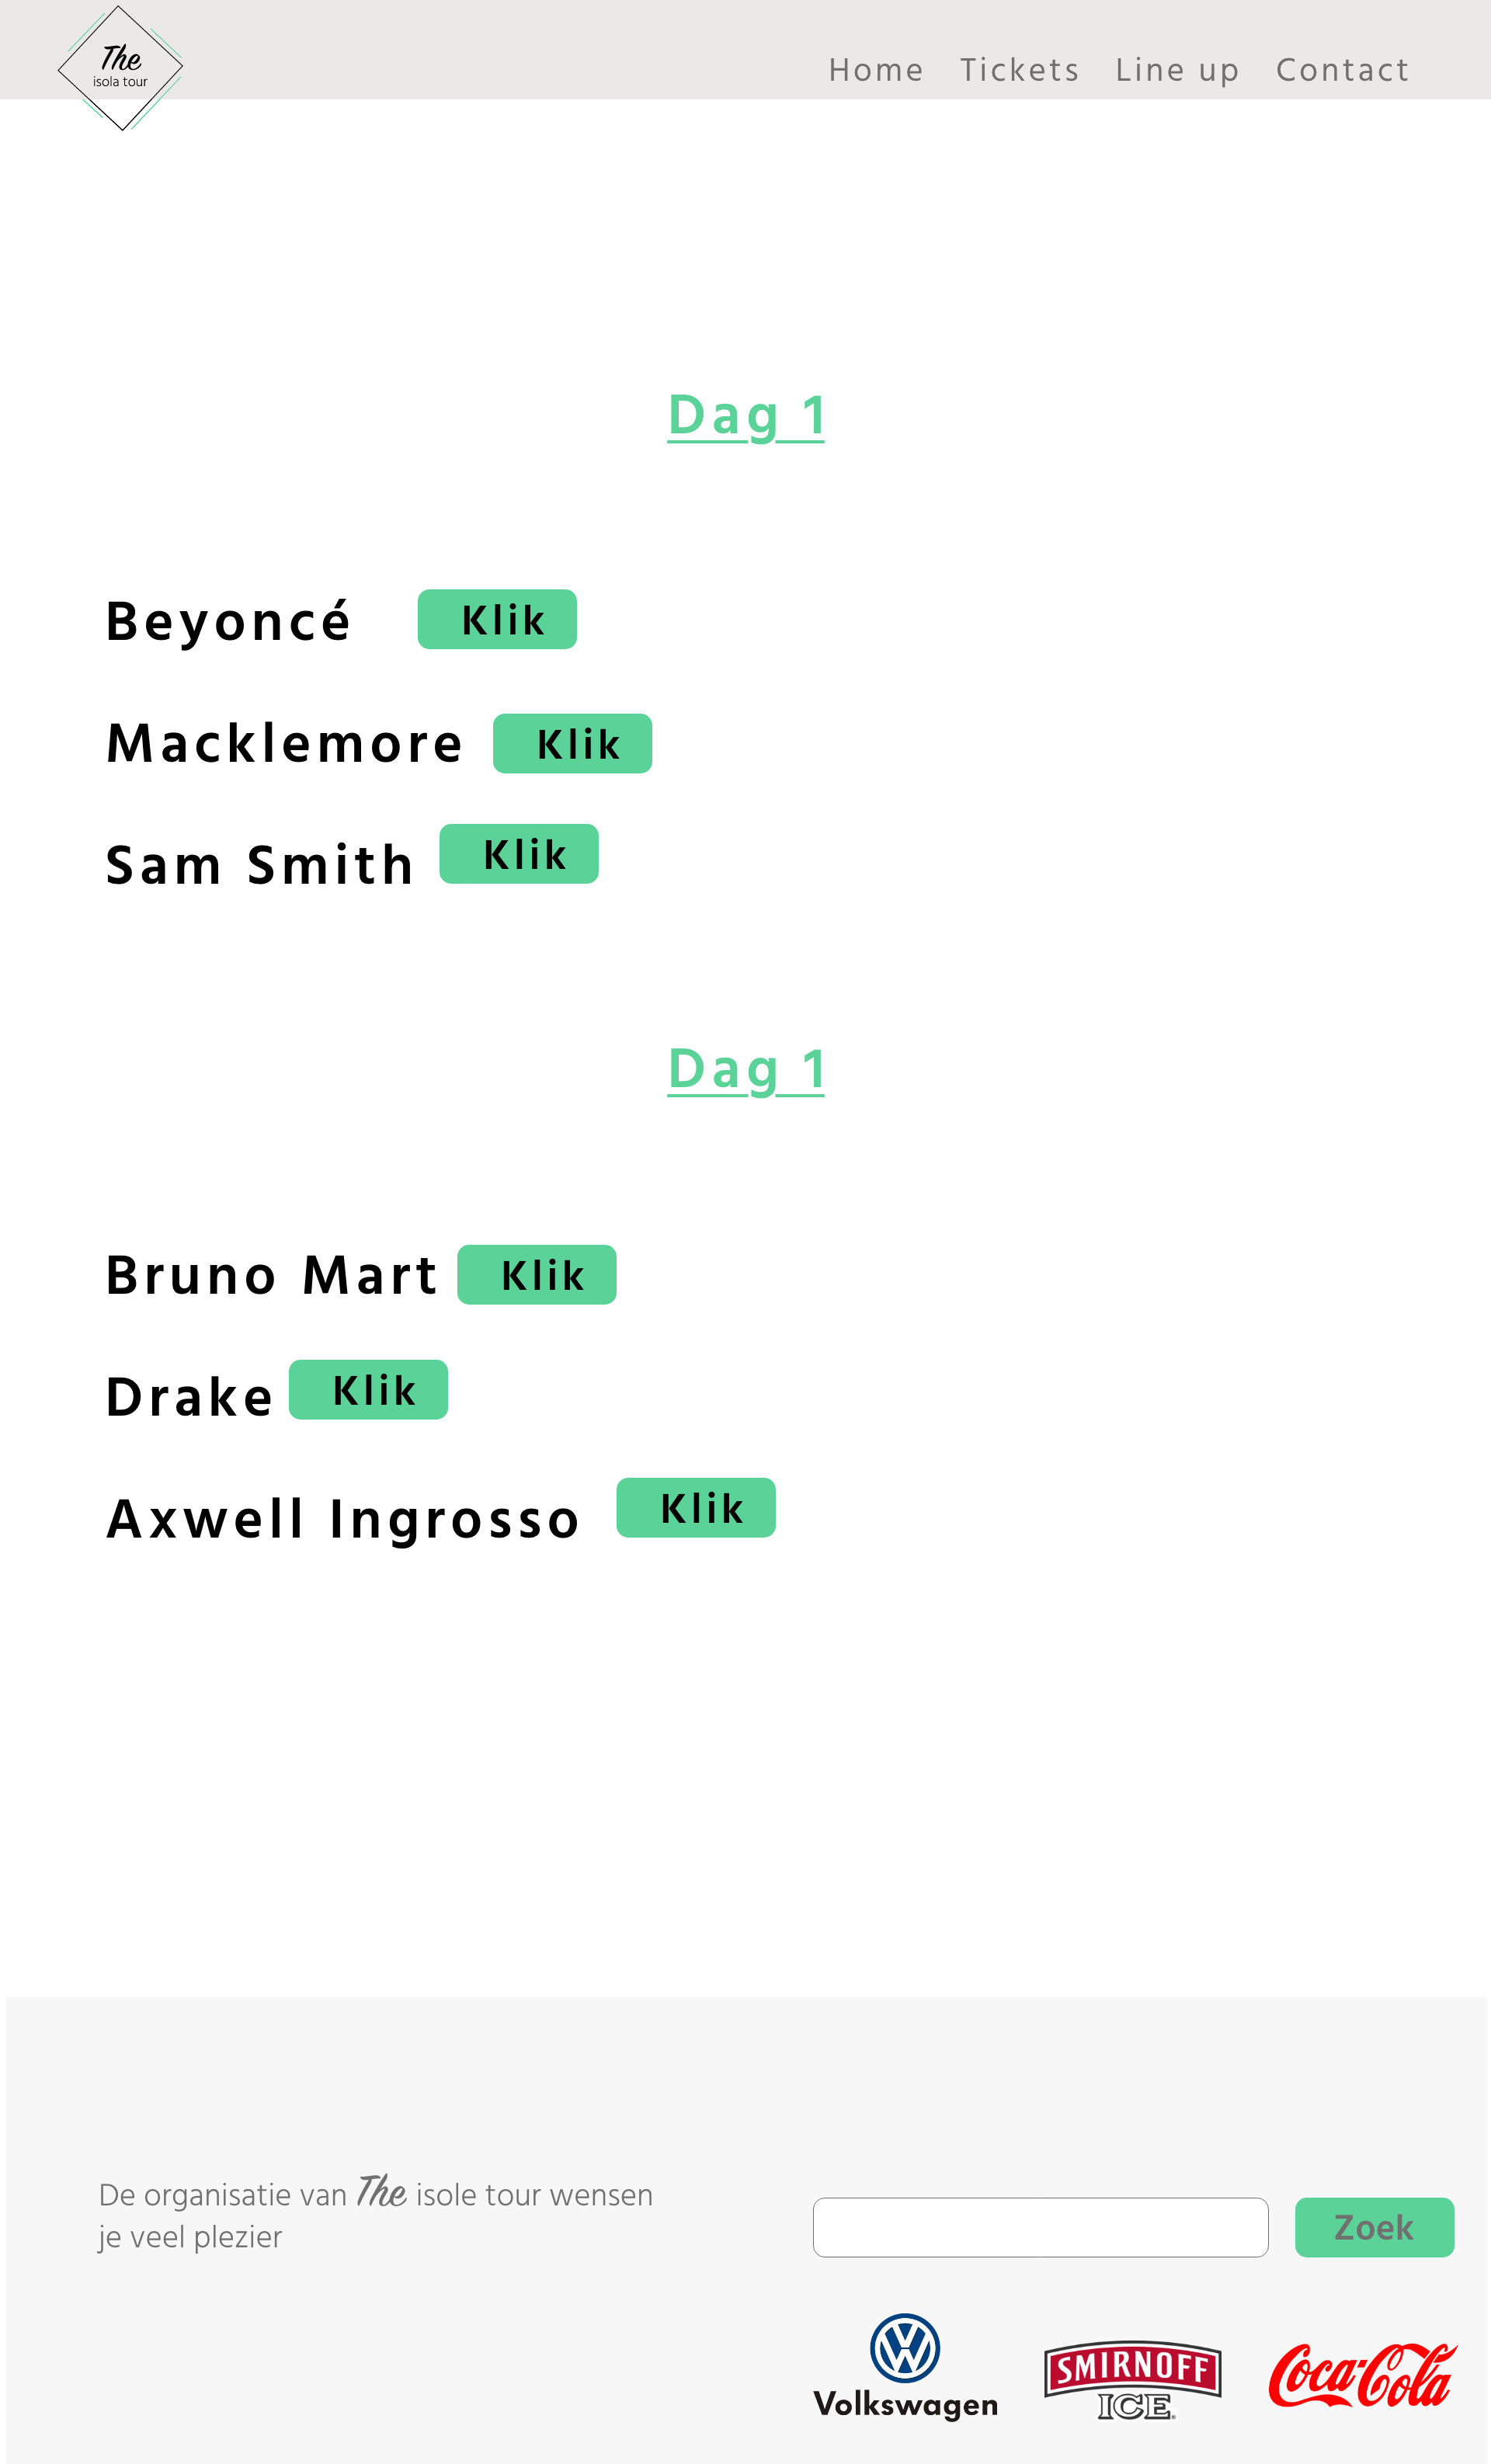 The
isola tour
Home Tickets Line up Contact
Dag 1
Beyoncé Klik
Macklemore Klik
Sam Smith Klik
Dag 1
Bruno Mart Klik
Drake Klik
Axwell Ingrosso Klik
De organisatie van The isole tour wensen
je veel plezier
Zoek
Volkswagen
SMIRNOFF
ICE®
Coca-Cola